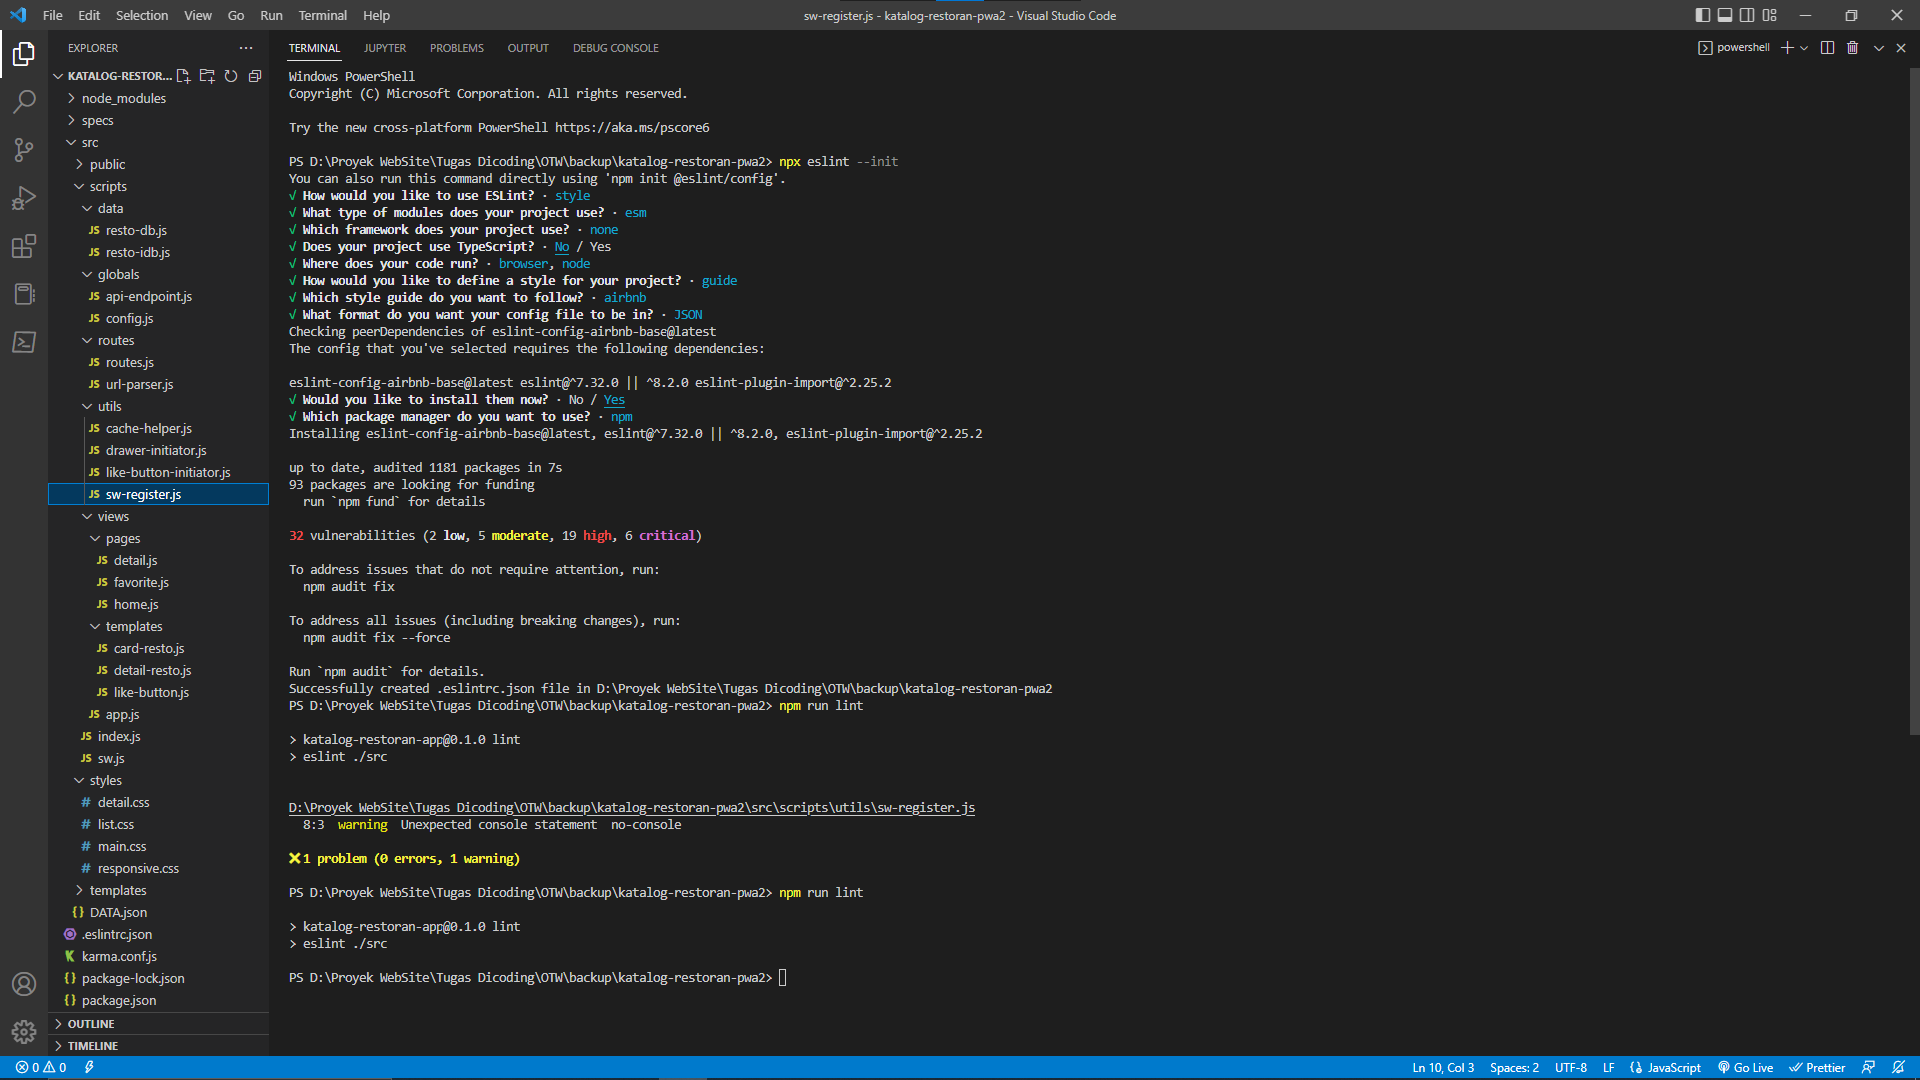 File Edit Selection View Go Run Terminal Help
sw-register.js - katalog-restoran-pwa2 - Visual Studio Code
EXPLORER
KATALOG-RESTOR...
node_modules
specs
src
public
scripts
data
JS resto-db.js
JS resto-idb.js
globals
JS api-endpoint.js
JS config.js
routes
JS routes.js
JS url-parser.js
utils
JS cache-helper.js
JS drawer-initiator.js
JS like-button-initiator.js
JS sw-register.js
views
pages
JS detail.js
JS favorite.js
JS home.js
templates
JS card-resto.js
JS detail-resto.js
JS like-button.js
JS app.js
JS index.js
JS sw.js
styles
# detail.css
# list.css
# main.css
# responsive.css
templates
{} DATA.json
.eslintrc.json
karma.conf.js
{} package-lock.json
{} package.json
OUTLINE
TIMELINE
TERMINAL JUPYTER PROBLEMS OUTPUT DEBUG CONSOLE
powershell
Windows PowerShell
Copyright (C) Microsoft Corporation. All rights reserved.
Try the new cross-platform PowerShell https://aka.ms/pscore6
PS D:\Proyek WebSite\Tugas Dicoding\OTW\backup\katalog-restoran-pwa2> npx eslint --init
You can also run this command directly using 'npm init @eslint/config'.
√ How would you like to use ESLint? · style
√ What type of modules does your project use? · esm
√ Which framework does your project use? · none
√ Does your project use TypeScript? · No / Yes
√ Where does your code run? · browser, node
√ How would you like to define a style for your project? · guide
√ Which style guide do you want to follow? · airbnb
√ What format do you want your config file to be in? · JSON
Checking peerDependencies of eslint-config-airbnb-base@latest
The config that you've selected requires the following dependencies:
eslint-config-airbnb-base@latest eslint@^7.32.0 || ^8.2.0 eslint-plugin-import@^2.25.2
√ Would you like to install them now? · No / Yes
√ Which package manager do you want to use? · npm
Installing eslint-config-airbnb-base@latest, eslint@^7.32.0 || ^8.2.0, eslint-plugin-import@^2.25.2
up to date, audited 1181 packages in 7s
93 packages are looking for funding
run `npm fund` for details
32 vulnerabilities (2 low, 5 moderate, 19 high, 6 critical)
To address issues that do not require attention, run:
npm audit fix
To address all issues (including breaking changes), run:
npm audit fix --force
Run `npm audit` for details.
Successfully created .eslintrc.json file in D:\Proyek WebSite\Tugas Dicoding\OTW\backup\katalog-restoran-pwa2
PS D:\Proyek WebSite\Tugas Dicoding\OTW\backup\katalog-restoran-pwa2> npm run lint
> katalog-restoran-app@0.1.0 lint
> eslint ./src
D:\Proyek WebSite\Tugas Dicoding\OTW\backup\katalog-restoran-pwa2\src\scripts\utils\sw-register.js
8:3 warning Unexpected console statement no-console
1 problem (0 errors, 1 warning)
PS D:\Proyek WebSite\Tugas Dicoding\OTW\backup\katalog-restoran-pwa2> npm run lint
> katalog-restoran-app@0.1.0 lint
> eslint ./src
PS D:\Proyek WebSite\Tugas Dicoding\OTW\backup\katalog-restoran-pwa2>
0 0
Ln 10, Col 3 Spaces: 2 UTF-8 LF {} JavaScript Go Live Prettier